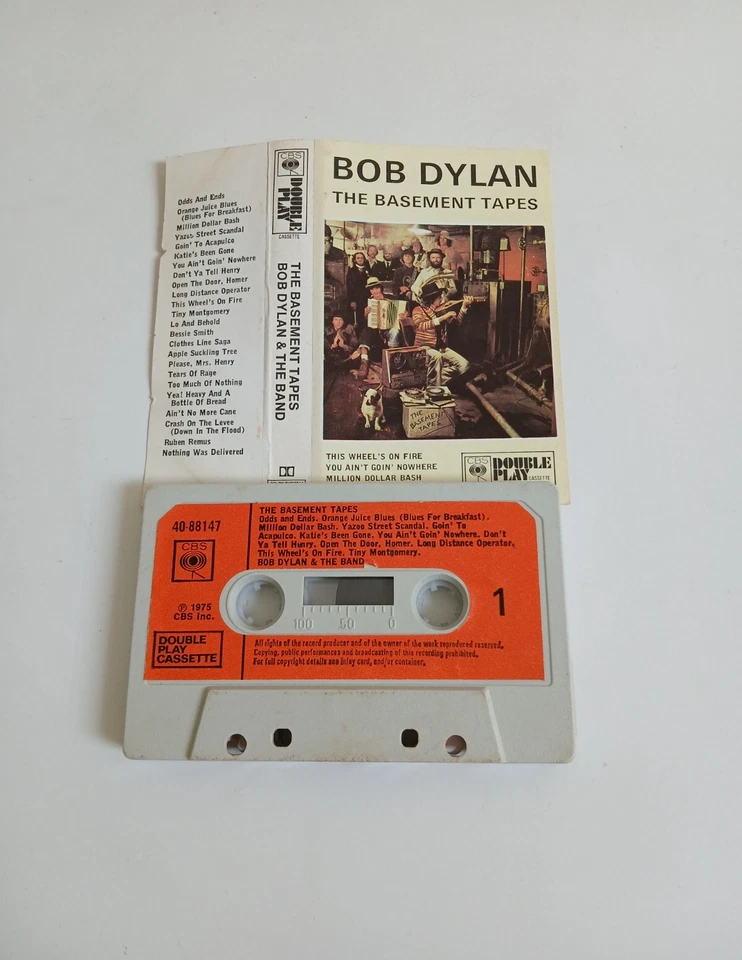 Odds And Ends
Orange Juice Blues
(Blues For Breakfast)
Million Dollar Bash
Yazoo Street Scandal
Goin' To Acapulco
Katie's Been Gone
You Ain't Goin' Nowhere
Don't Ya Tell Henry
Open The Door, Homer
Long Distance Operator
This Wheel's On Fire
Tiny Montgomery
Lo And Behold
Bessie Smith
Clothes Line Saga
Apple Suckling Tree
Please, Mrs. Henry
Tears Of Rage
Too Much Of Nothing
Yea! Heavy And A
Bottle Of Bread
Ain't No More Cane
Crash On The Levee
(Down In The Flood)
Ruben Remus
Nothing Was Delivered
CBS
DOUBLE
PLAY
CASSETTE
THE BASEMENT TAPES
BOB DYLAN & THE BAND
BOB DYLAN
THE BASEMENT TAPES
THE
BASEMENT
TAPES
THIS WHEEL'S ON FIRE
YOU AIN'T GOIN' NOWHERE
MILLION DOLLAR BASH
CBS
DOUBLE
PLAY CASSETTE
40-88147
CBS
℗ 1975
CBS Inc.
DOUBLE
PLAY
CASSETTE
THE BASEMENT TAPES
Odds and Ends. Orange Juice Blues (Blues For Breakfast).
Million Dollar Bash. Yazoo Street Scandal. Goin' To
Acapulco. Katie's Been Gone. You Ain't Goin' Nowhere. Don't
Ya Tell Henry. Open The Door, Homer. Long Distance Operator.
This Wheel's On Fire. Tiny Montgomery.
BOB DYLAN & THE BAND
100 50 0
1
All rights of the record producer and of the owner of the work reproduced reserved.
Copying, public performances and broadcasting of this recording prohibited.
For full copyright details see inlay card, and/or container.